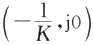 (-1/K, j0)